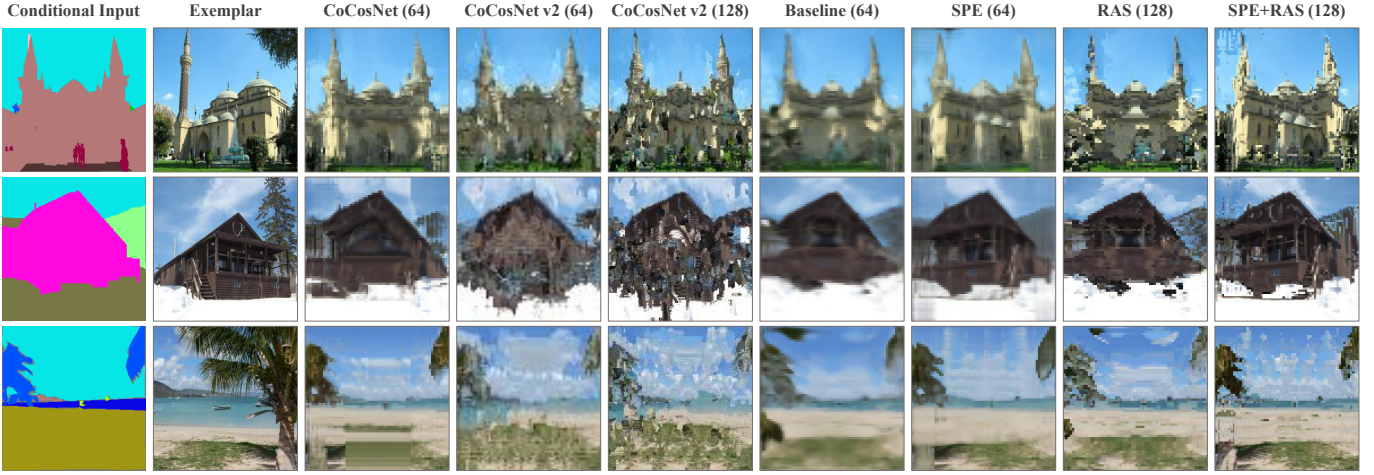 Conditional Input Exemplar CoCosNet (64) CoCosNet v2 (64) CoCosNet v2 (128) Baseline (64) SPE (64) RAS (128) SPE+RAS (128)